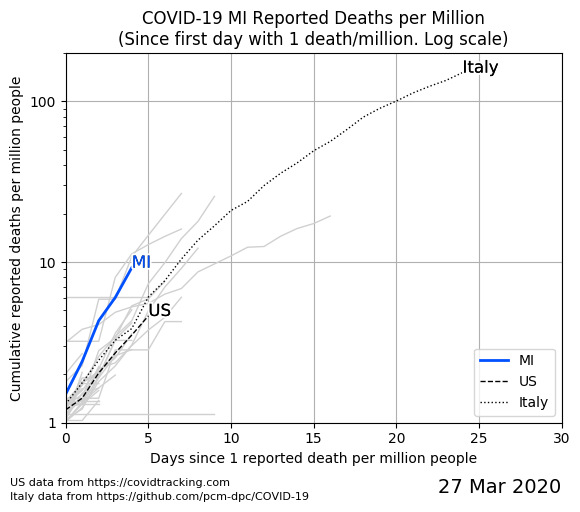 COVID-19 MI Reported Deaths per Million
(Since first day with 1 death/million. Log scale)
Cumulative reported deaths per million people
100
10
1
Italy
MI
US
MI
US
Italy
0 5 10 15 20 25 30
Days since 1 reported death per million people
US data from https://covidtracking.com
Italy data from https://github.com/pcm-dpc/COVID-19
27 Mar 2020